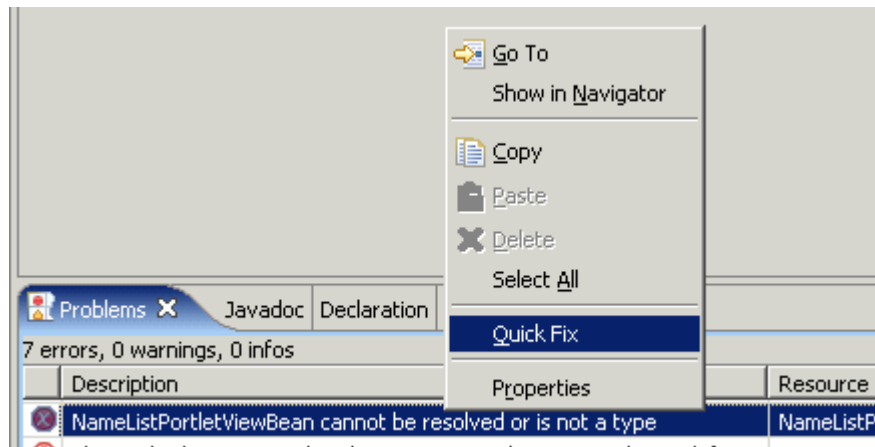 Go To
Show in Navigator
Copy
Paste
Delete
Select All
Quick Fix
Properties
Problems Javadoc Declaration
7 errors, 0 warnings, 0 infos
Description Resource
NameListPortletViewBean cannot be resolved or is not a type NameListP